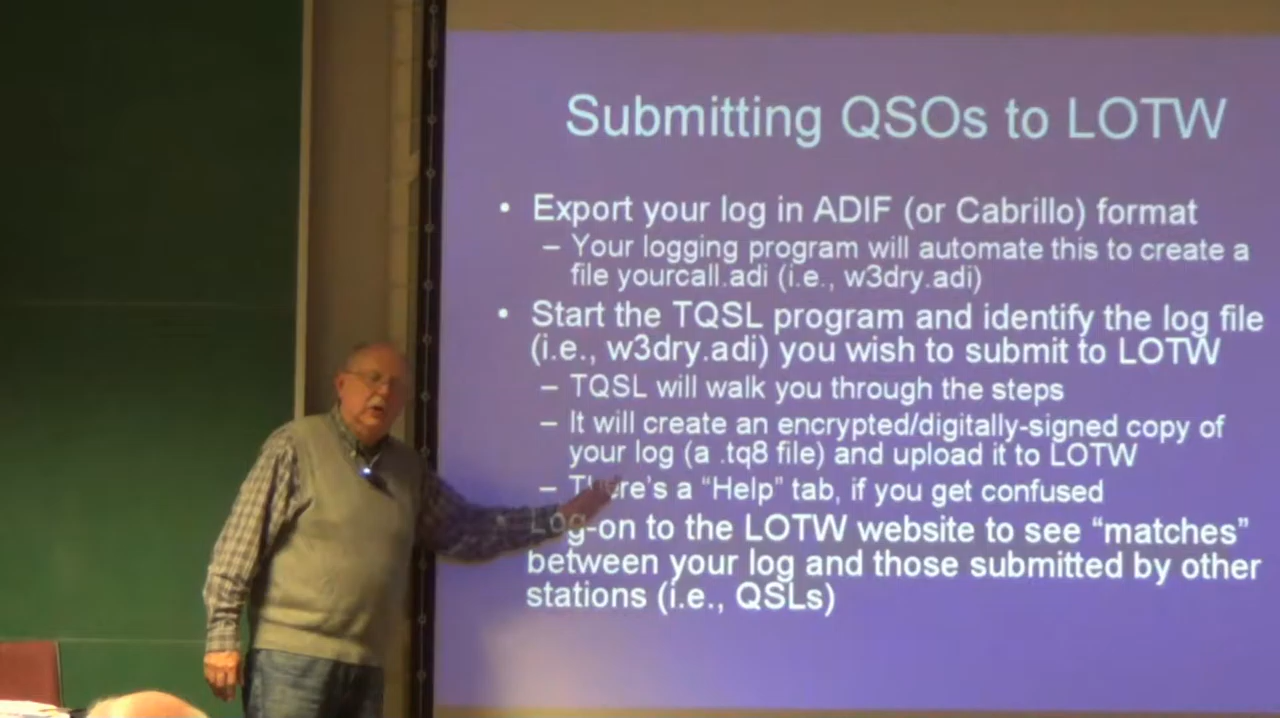 Submitting QSOs to LOTW
• Export your log in ADIF (or Cabrillo) format
– Your logging program will automate this to create a
file yourcall.adi (i.e., w3dry.adi)
• Start the TQSL program and identify the log file
(i.e., w3dry.adi) you wish to submit to LOTW
– TQSL will walk you through the steps
– It will create an encrypted/digitally-signed copy of
your log (a .tq8 file) and upload it to LOTW
– There's a “Help” tab, if you get confused
Log-on to the LOTW website to see “matches”
between your log and those submitted by other
stations (i.e., QSLs)